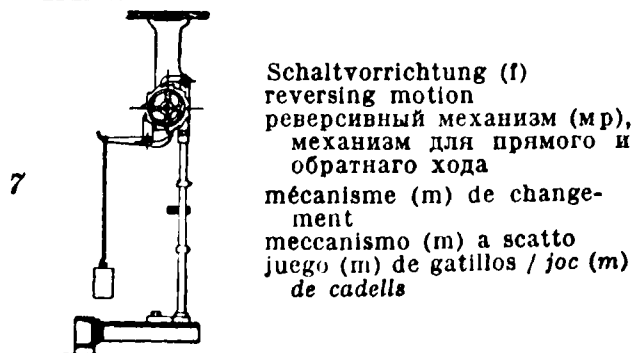 7
Schaltvorrichtung (f)
reversing motion
реверсивный механизм (мр),
механизм для прямого и
обратнаго хода
mécanisme (m) de change-
ment
meccanismo (m) a scatto
juego (m) de gatillos / joc (m)
de cadells